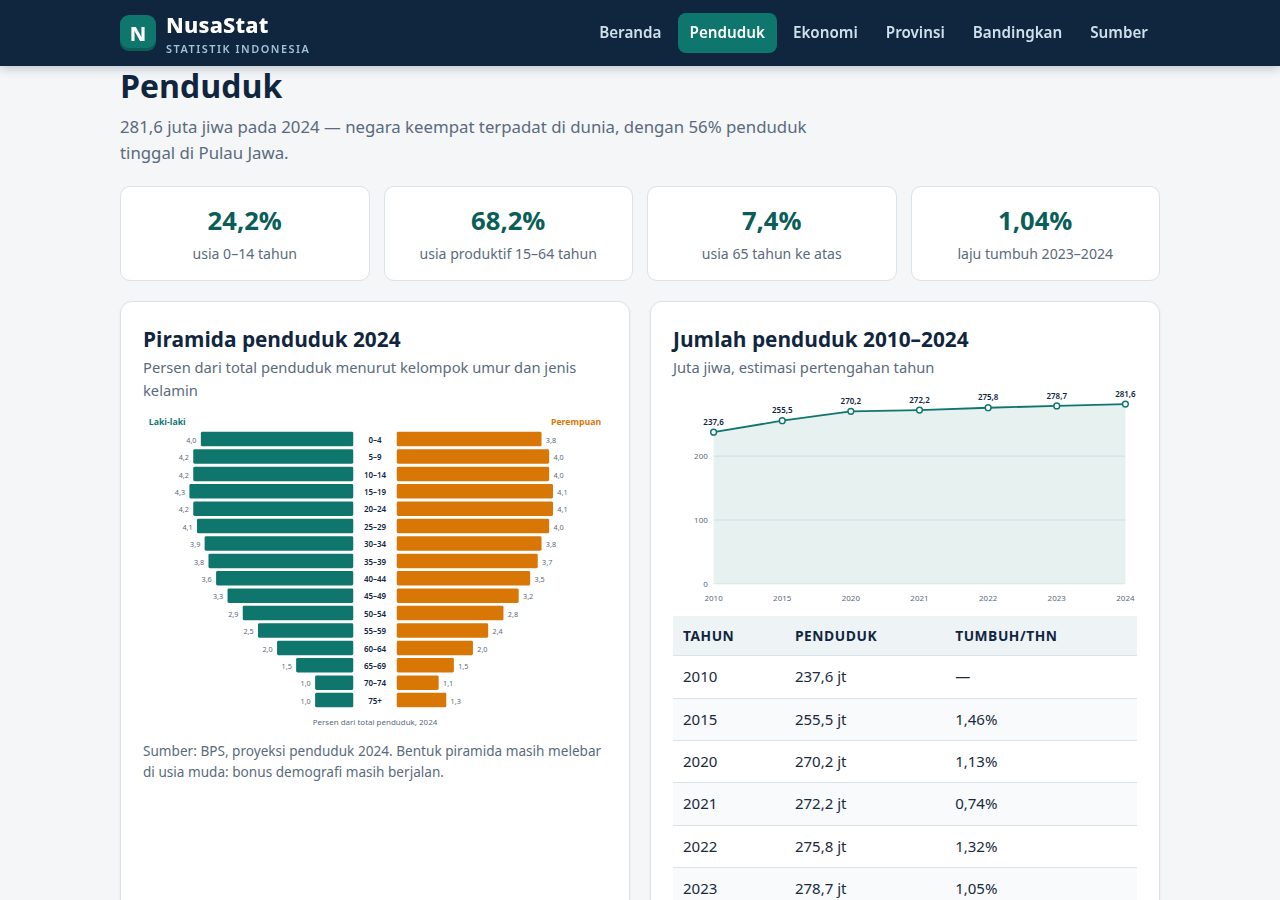 N
NusaStat
STATISTIK INDONESIA
Beranda
Penduduk
Ekonomi
Provinsi
Bandingkan
Sumber
Penduduk
281,6 juta jiwa pada 2024 — negara keempat terpadat di dunia, dengan 56% penduduk
tinggal di Pulau Jawa.
24,2%
usia 0–14 tahun
68,2%
usia produktif 15–64 tahun
7,4%
usia 65 tahun ke atas
1,04%
laju tumbuh 2023–2024
Piramida penduduk 2024
Persen dari total penduduk menurut kelompok umur dan jenis
kelamin
Laki-laki Perempuan
4,0 0–4 3,8
4,2 5–9 4,0
4,2 10–14 4,0
4,3 15–19 4,1
4,2 20–24 4,1
4,1 25–29 4,0
3,9 30–34 3,8
3,8 35–39 3,7
3,6 40–44 3,5
3,3 45–49 3,2
2,9 50–54 2,8
2,5 55–59 2,4
2,0 60–64 2,0
1,5 65–69 1,5
1,0 70–74 1,1
1,0 75+ 1,3
Persen dari total penduduk, 2024
Sumber: BPS, proyeksi penduduk 2024. Bentuk piramida masih melebar
di usia muda: bonus demografi masih berjalan.
Jumlah penduduk 2010–2024
Juta jiwa, estimasi pertengahan tahun
237,6 255,5 270,2 272,2 275,8 278,7 281,6
200
100
0
2010 2015 2020 2021 2022 2023 2024
TAHUN PENDUDUK TUMBUH/THN
2010 237,6 jt —
2015 255,5 jt 1,46%
2020 270,2 jt 1,13%
2021 272,2 jt 0,74%
2022 275,8 jt 1,32%
2023 278,7 jt 1,05%